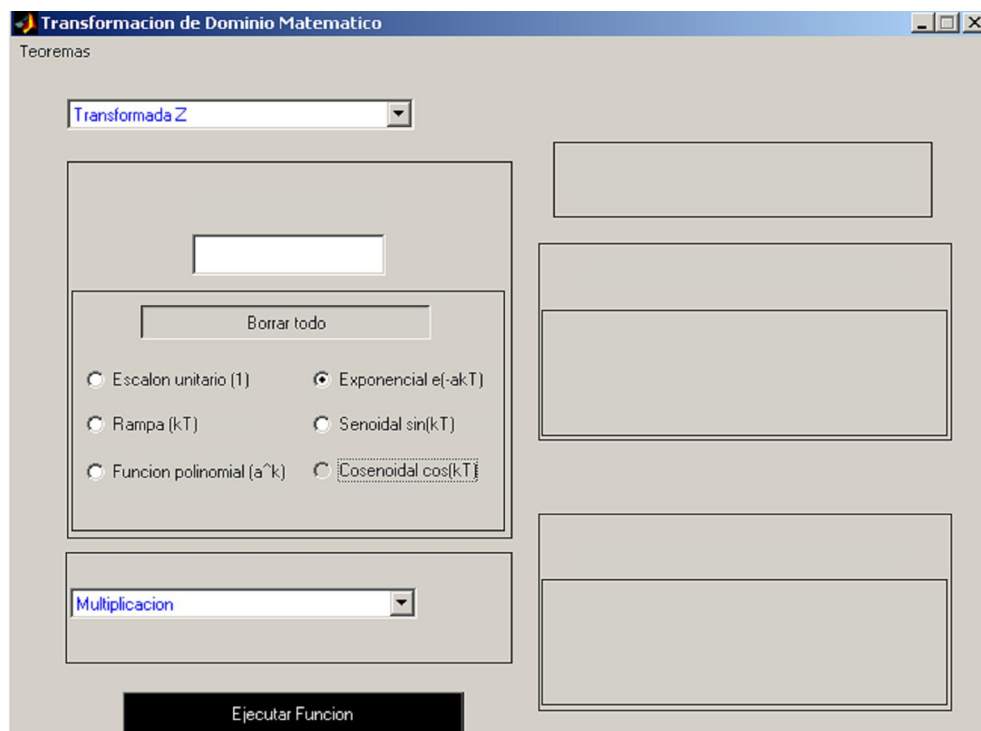 Transformacion de Dominio Matematico
Teoremas
Transformada Z
Borrar todo
Escalon unitario (1)
Exponencial e(-akT)
Rampa (kT)
Senoidal sin(kT)
Funcion polinomial (a^k)
Cosenoidal cos(kT)
Multiplicacion
Ejecutar Funcion